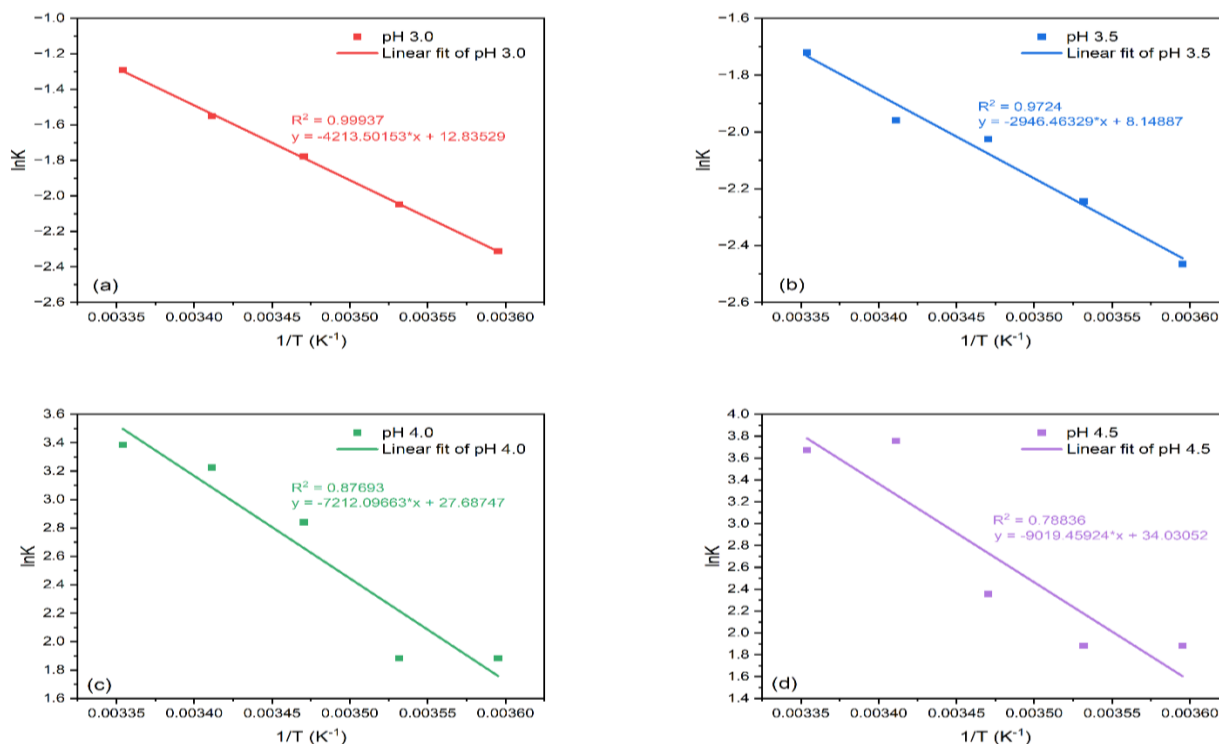 −1.0
−1.2
−1.4
−1.6
−1.8
−2.0
−2.2
−2.4
−2.6
lnK
pH 3.0
Linear fit of pH 3.0
R² = 0.99937
y = -4213.50153*x + 12.83529
(a)
0.00335 0.00340 0.00345 0.00350 0.00355 0.00360
1/T (K⁻¹)
−1.6
−1.8
−2.0
−2.2
−2.4
−2.6
lnK
pH 3.5
Linear fit of pH 3.5
R² = 0.9724
y = -2946.46329*x + 8.14887
(b)
0.00335 0.00340 0.00345 0.00350 0.00355 0.00360
1/T (K⁻¹)
3.6
3.4
3.2
3.0
2.8
2.6
2.4
2.2
2.0
1.8
1.6
lnK
pH 4.0
Linear fit of pH 4.0
R² = 0.87693
y = -7212.09663*x + 27.68747
(c)
0.00335 0.00340 0.00345 0.00350 0.00355 0.00360
1/T (K⁻¹)
4.0
3.8
3.6
3.4
3.2
3.0
2.8
2.6
2.4
2.2
2.0
1.8
1.6
1.4
lnK
pH 4.5
Linear fit of pH 4.5
R² = 0.78836
y = -9019.45924*x + 34.03052
(d)
0.00335 0.00340 0.00345 0.00350 0.00355 0.00360
1/T (K⁻¹)